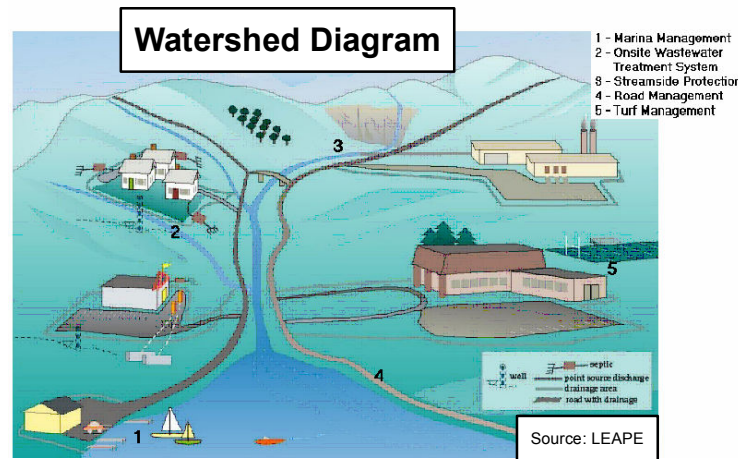 Watershed Diagram
1 - Marina Management
2 - Onsite Wastewater
Treatment System
3 - Streamside Protection
4 - Road Management
5 - Turf Management
3
2
5
4
1
well
septic
point source discharge
drainage area
road with drainage
Source: LEAPE